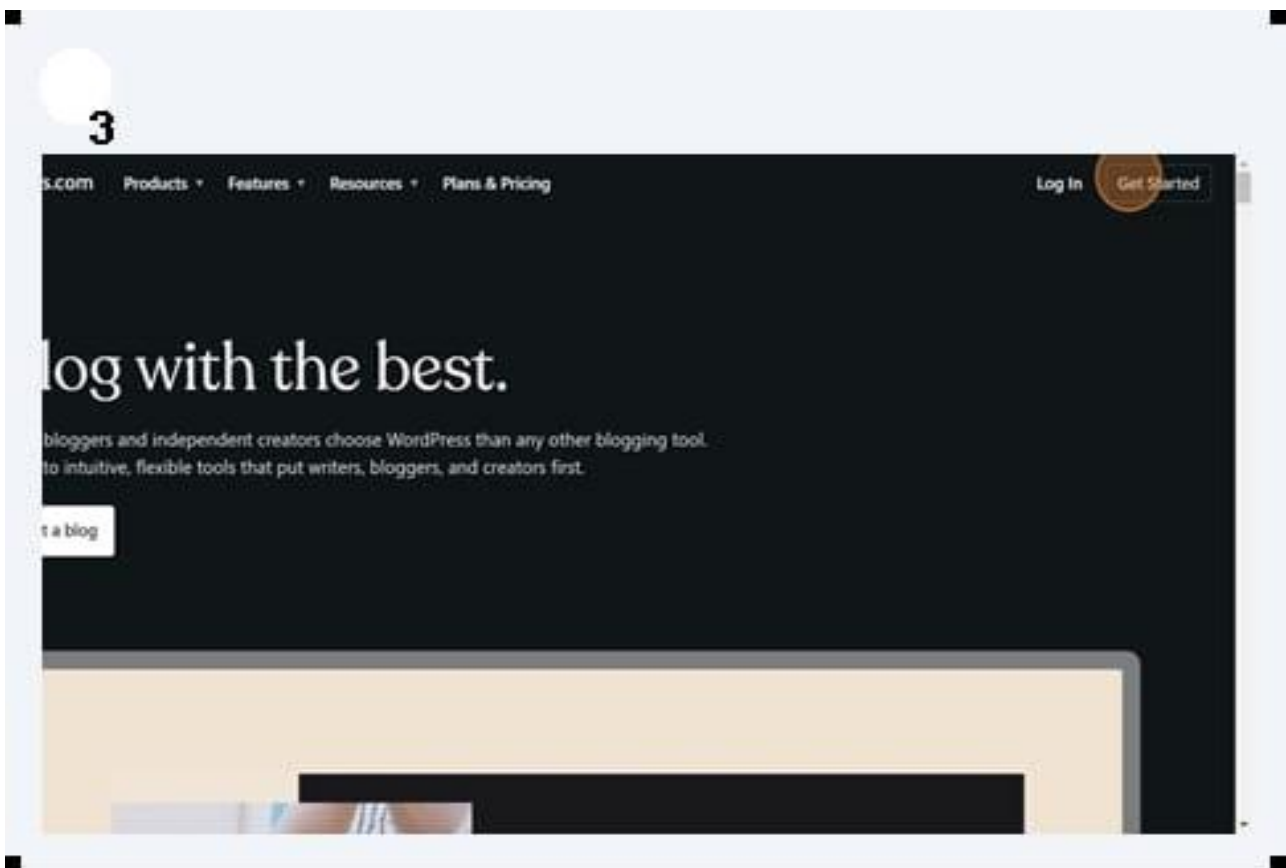 3
s.com Products Features Resources Plans & Pricing Log In Get Started
log with the best.
bloggers and independent creators choose WordPress than any other blogging tool.
to intuitive, flexible tools that put writers, bloggers, and creators first.
t a blog